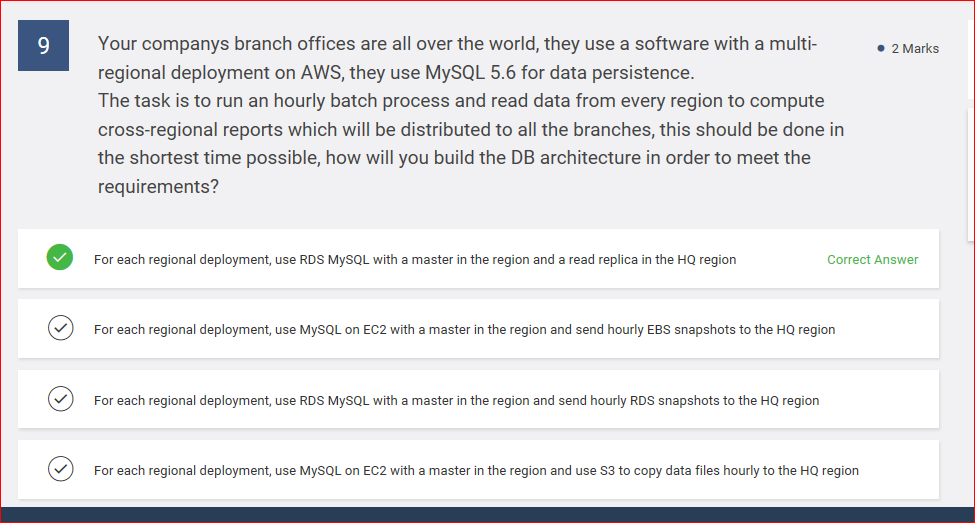 9
Your companys branch offices are all over the world, they use a software with a multi-
regional deployment on AWS, they use MySQL 5.6 for data persistence.
The task is to run an hourly batch process and read data from every region to compute
cross-regional reports which will be distributed to all the branches, this should be done in
the shortest time possible, how will you build the DB architecture in order to meet the
requirements?
● 2 Marks
For each regional deployment, use RDS MySQL with a master in the region and a read replica in the HQ region
Correct Answer
For each regional deployment, use MySQL on EC2 with a master in the region and send hourly EBS snapshots to the HQ region
For each regional deployment, use RDS MySQL with a master in the region and send hourly RDS snapshots to the HQ region
For each regional deployment, use MySQL on EC2 with a master in the region and use S3 to copy data files hourly to the HQ region